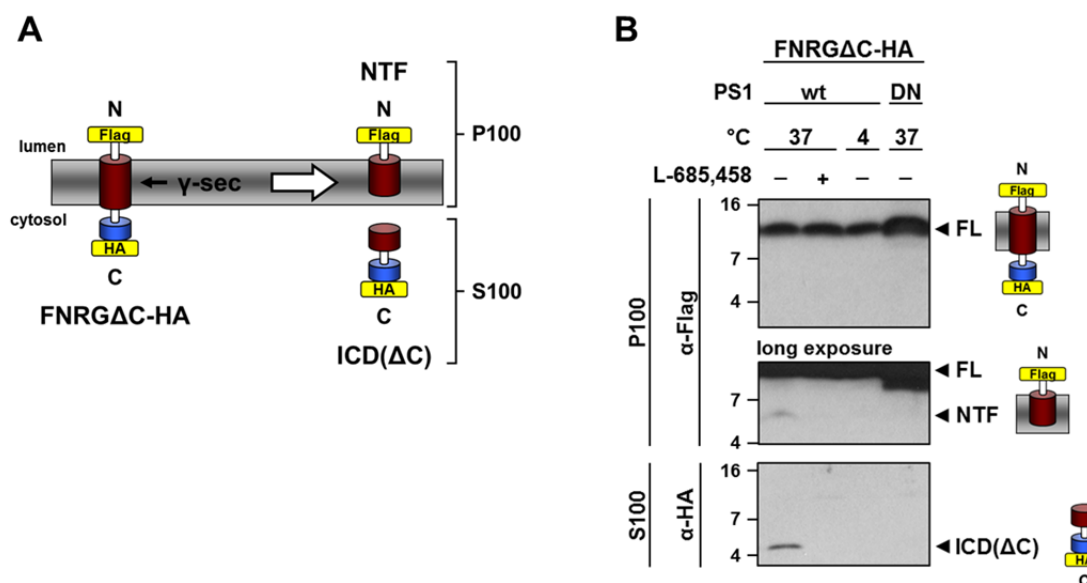 A
NTF
N
N
Flag
Flag
P100
lumen
γ-sec
cytosol
HA
C
HA
S100
C
FNRGΔC-HA
ICD(ΔC)
B
FNRGΔC-HA
PS1 wt DN
°C 37 4 37
L-685,458 – + – –
N
16
Flag
FL
7
4
HA
C
P100
α-Flag
long exposure
N
FL
Flag
7
NTF
4
S100
α-HA
16
7
4
ICD(ΔC)
HA
C